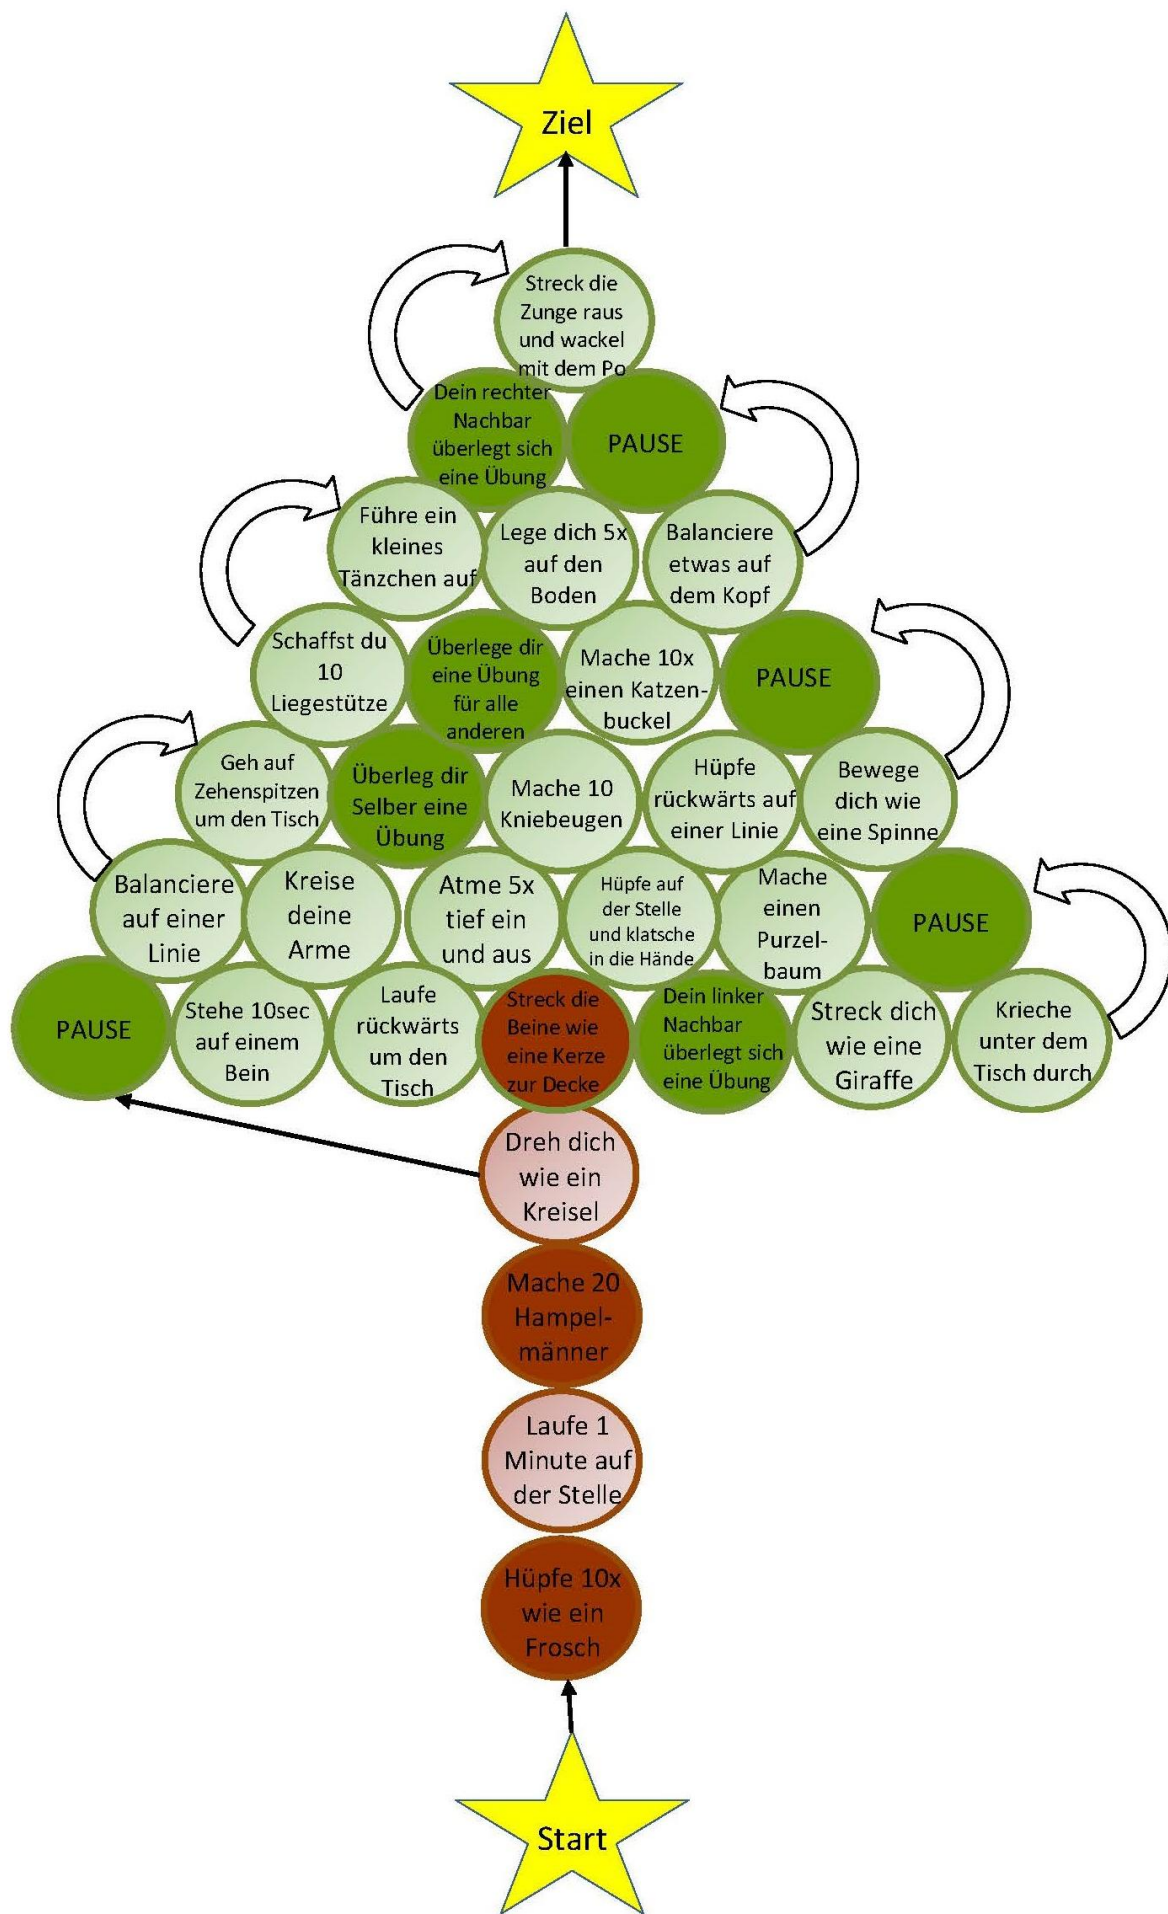 Ziel
Streck die
Zunge raus
und wackel
mit dem Po
Dein rechter
Nachbar
überlegt sich
eine Übung
PAUSE
Führe ein
kleines
Tänzchen auf
Lege dich 5x
auf den
Boden
Balanciere
etwas auf
dem Kopf
Schaffst du
10
Liegestütze
Überlege dir
eine Übung
für alle
anderen
Mache 10x
einen Katzen-
buckel
PAUSE
Geh auf
Zehenspitzen
um den Tisch
Überleg dir
Selber eine
Übung
Mache 10
Kniebeugen
Hüpfe
rückwärts auf
einer Linie
Bewege
dich wie
eine Spinne
Balanciere
auf einer
Linie
Kreise
deine
Arme
Atme 5x
tief ein
und aus
Hüpfe auf
der Stelle
und klatsche
in die Hände
Mache
einen
Purzel-
baum
PAUSE
PAUSE
Stehe 10sec
auf einem
Bein
Laufe
rückwärts
um den
Tisch
Streck die
Beine wie
eine Kerze
zur Decke
Dein linker
Nachbar
überlegt sich
eine Übung
Streck dich
wie eine
Giraffe
Krieche
unter dem
Tisch durch
Dreh dich
wie ein
Kreisel
Mache 20
Hampel-
männer
Laufe 1
Minute auf
der Stelle
Hüpfe 10x
wie ein
Frosch
Start